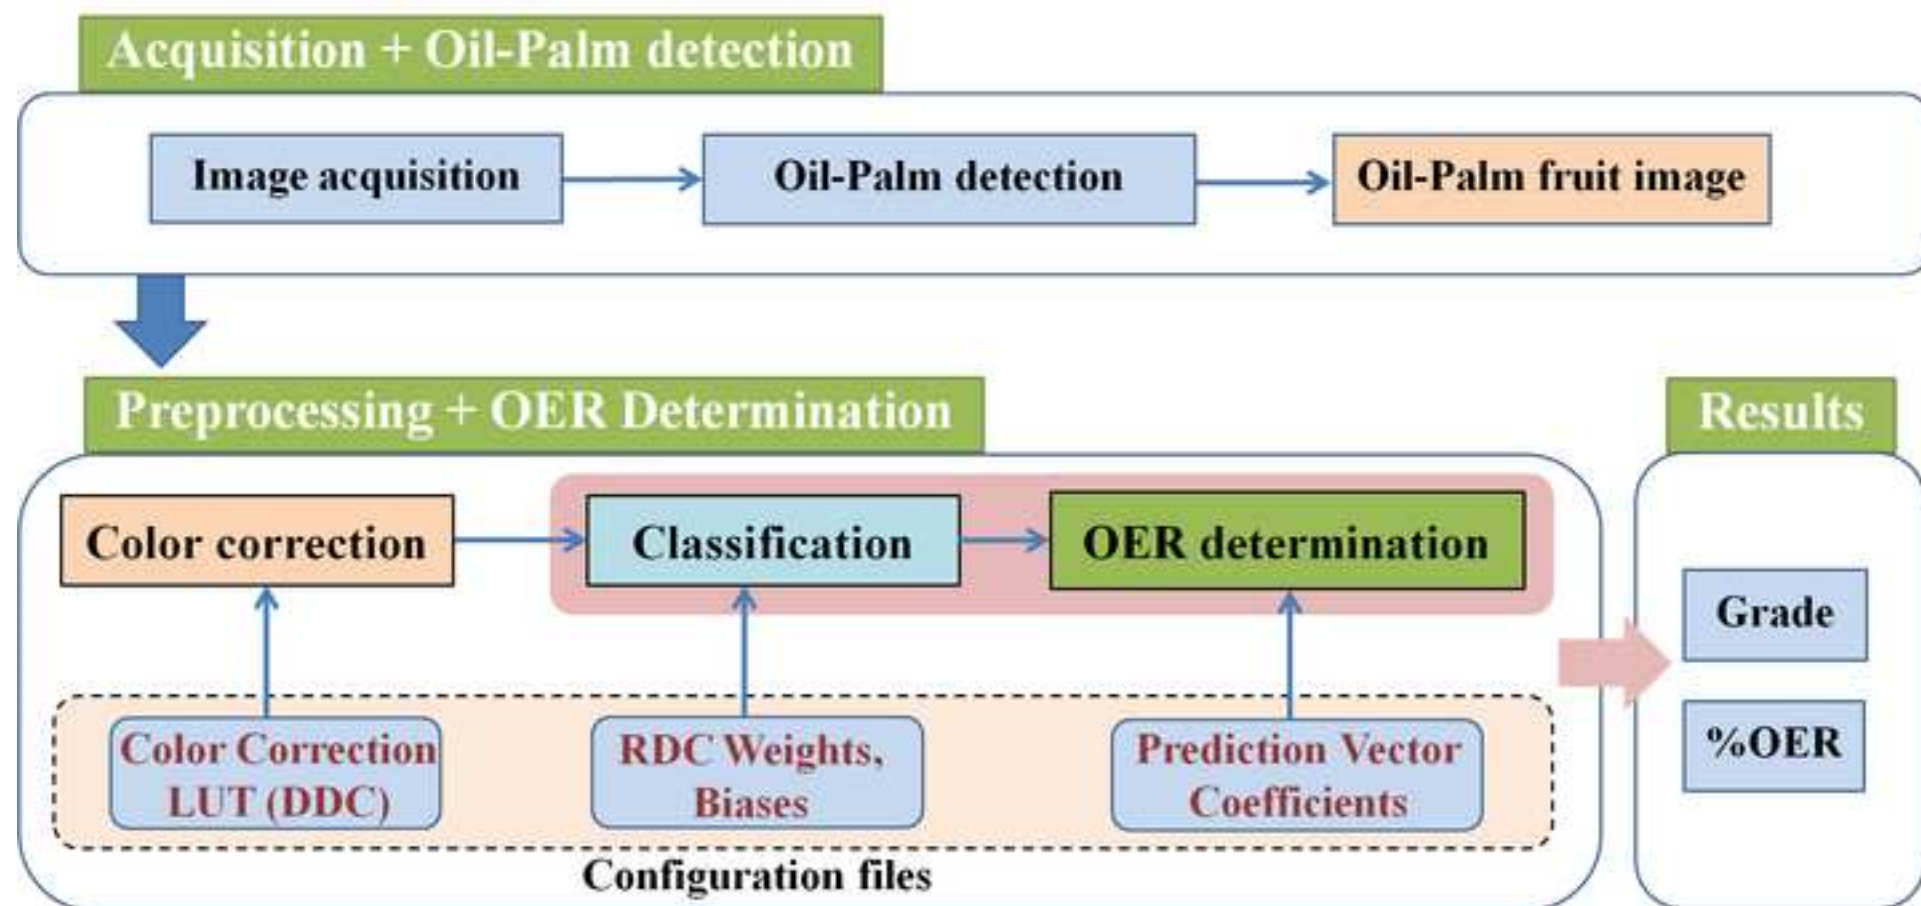 Acquisition + Oil-Palm detection
Image acquisition
Oil-Palm detection
Oil-Palm fruit image
Preprocessing + OER Determination
Results
Color correction
Classification
OER determination
Grade
%OER
Color Correction
LUT (DDC)
RDC Weights,
Biases
Prediction Vector
Coefficients
Configuration files